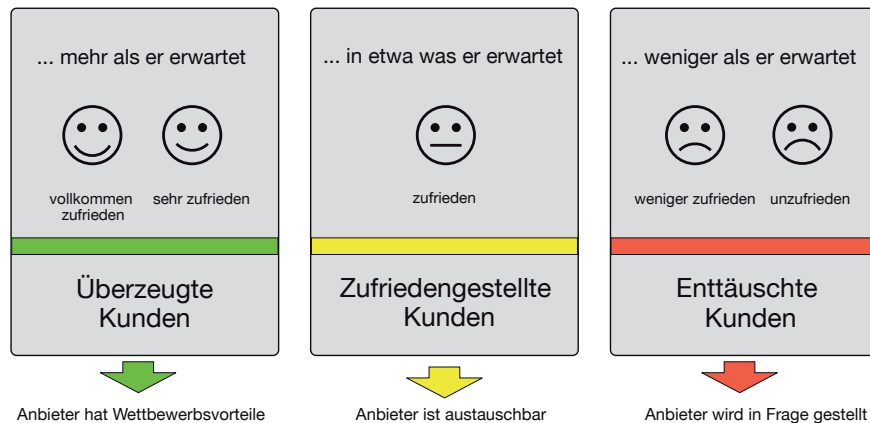 ... mehr als er erwartet
vollkommen
zufrieden
sehr zufrieden
Überzeugte
Kunden
Anbieter hat Wettbewerbsvorteile
... in etwa was er erwartet
zufrieden
Zufriedengestellte
Kunden
Anbieter ist austauschbar
... weniger als er erwartet
weniger zufrieden
unzufrieden
Enttäuschte
Kunden
Anbieter wird in Frage gestellt